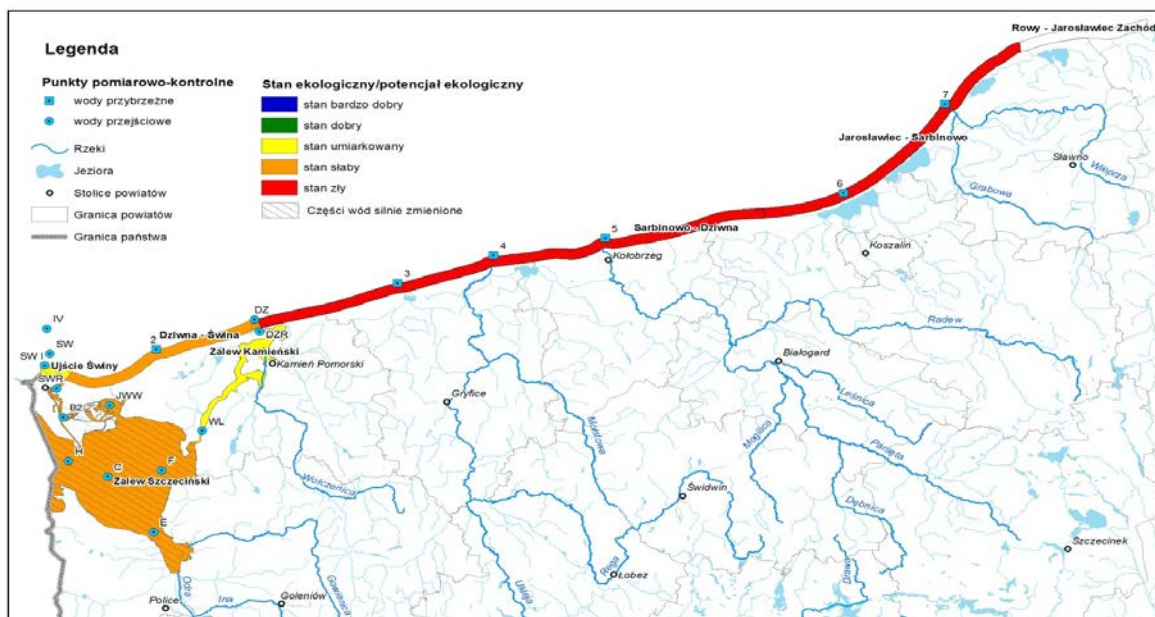 Legenda
Punkty pomiarowo-kontrolne
wody przybrzeżne
wody przejściowe
Rzeki
Jeziora
Stolice powiatów
Granica powiatów
Granica państwa
Stan ekologiczny/potencjał ekologiczny
stan bardzo dobry
stan dobry
stan umiarkowany
stan słaby
stan zły
Części wód silnie zmienione
Rowy - Jarosławiec Zachód
7
Jarosławiec - Sarbinowo
Sławno
Wieprza
Grabowa
6
Sarbinowo - Dziwna
5
Kołobrzeg
Koszalin
4
3
DZ
Dziwna - Świna
DZR
IV
2
SW
SW I
Ujście Świny
Zalew Kamieński
Kamień Pomorski
SWR
JWW
B2
WL
H
C
F
Zalew Szczeciński
E
Radew
Białogard
Leśnica
Gryfice
Mołstowa
Mogilica
Parsęta
Wołczenica
Świdwin
Dębnica
Szczecinek
Rega
Łobez
Drawa
Ukleja
Gowienica
Odra
Ina
Police
Goleniów